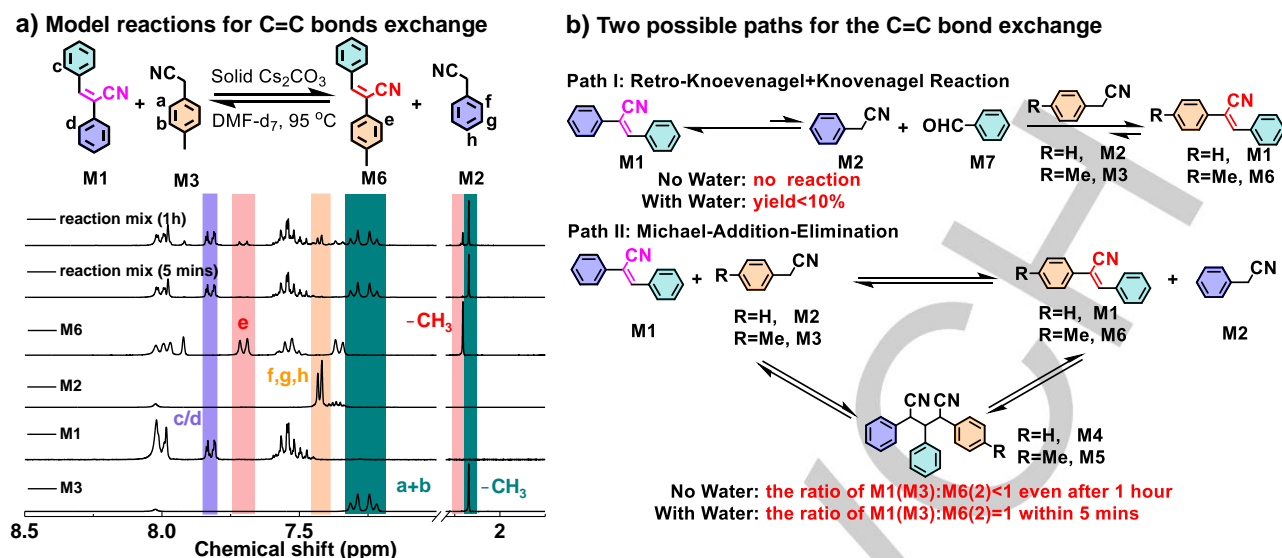 a) Model reactions for C=C bonds exchange
c
CN
d
M1
+
NC
a
b
M3
Solid Cs₂CO₃
DMF-d₇, 95 °C
CN
e
M6
+
NC
f
g
h
M2
reaction mix (1h)
reaction mix (5 mins)
M6
e
−CH₃
M2
f,g,h
c/d
M1
M3
a+b
−CH₃
8.5 8.0 7.5 2
Chemical shift (ppm)
b) Two possible paths for the C=C bond exchange
Path I: Retro-Knoevenagel+Knovenagel Reaction
CN
M1
CN
M2
+
OHC
M7
R
CN
R=H, M2
R=Me, M3
R
CN
R=H, M1
R=Me, M6
No Water: no reaction
With Water: yield<10%
Path II: Michael-Addition-Elimination
CN
M1
+
R
CN
R=H, M2
R=Me, M3
R
CN
R=H, M1
R=Me, M6
+
CN
M2
CN CN
R
R=H, M4
R=Me, M5
No Water: the ratio of M1(M3):M6(2)<1 even after 1 hour
With Water: the ratio of M1(M3):M6(2)=1 within 5 mins